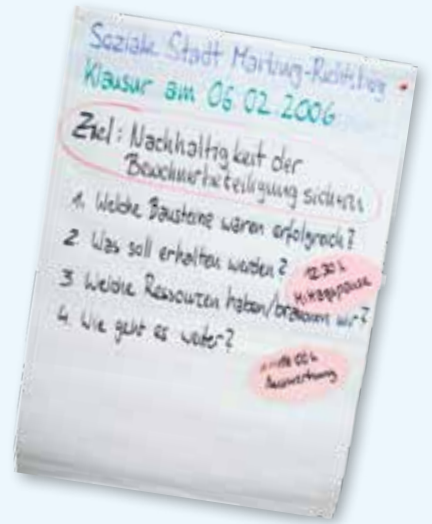 Soziale Stadt Marburg-Richtsberg
Klausur am 06.02.2006
Ziel: Nachhaltigkeit der
Bewohnerbeteiligung sichern
1. Welche Bausteine waren erfolgreich?
2. Was soll erhalten werden?
12.30 h
Mittagspause
3. Welche Ressourcen haben/brauchen wir?
4. Wie geht es weiter?
Auswertung